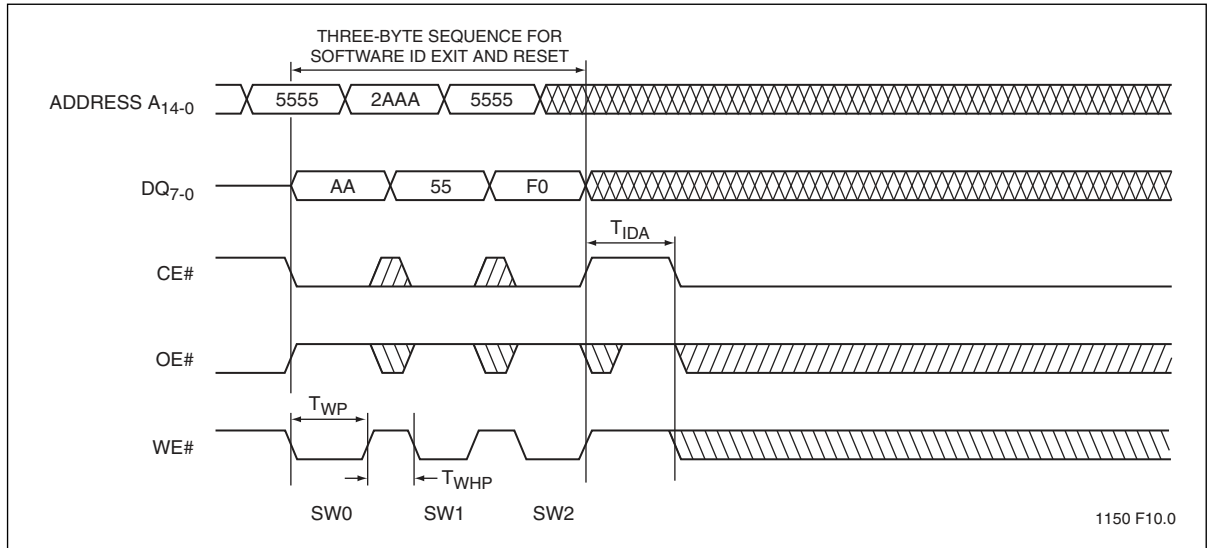 THREE-BYTE SEQUENCE FOR
SOFTWARE ID EXIT AND RESET
ADDRESS A14-0
5555 2AAA 5555
DQ7-0
AA 55 F0
TIDA
CE#
OE#
TWP
WE#
TWHP
SW0 SW1 SW2
1150 F10.0